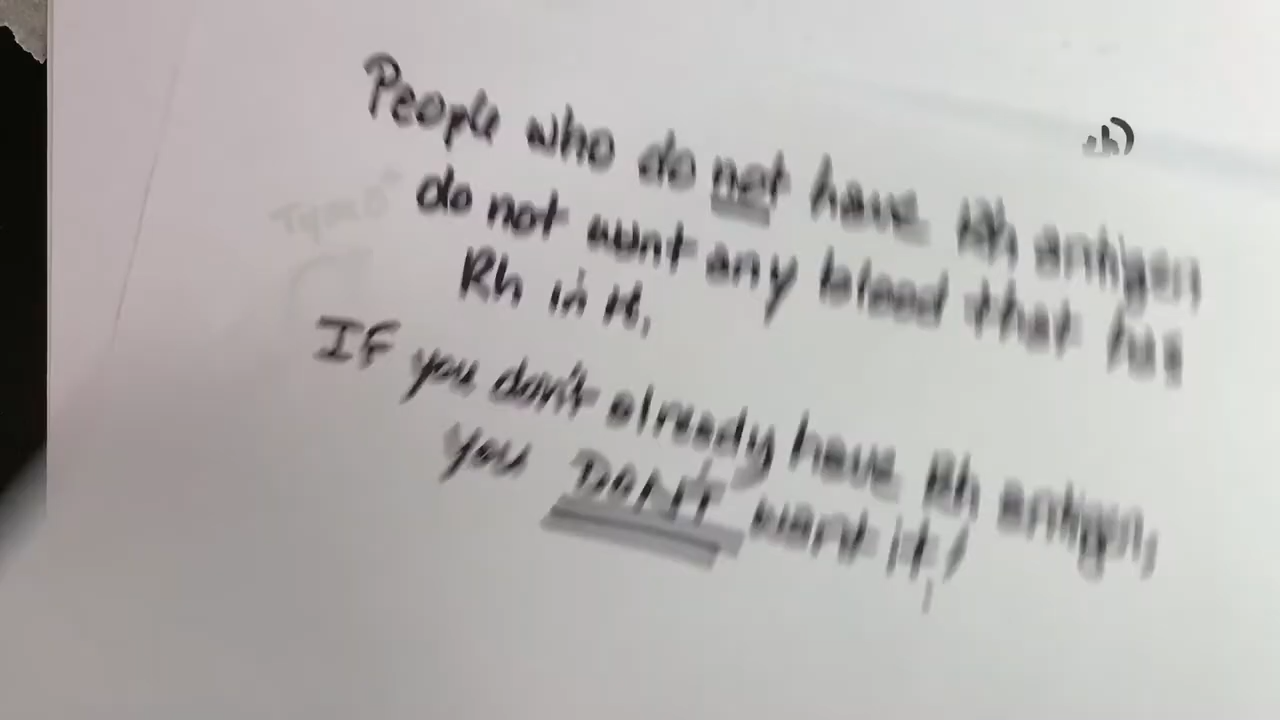 People who do not have Rh antigen
do not want any blood that has
Rh in it.
If you don't already have Rh antigen,
you DON'T want it!